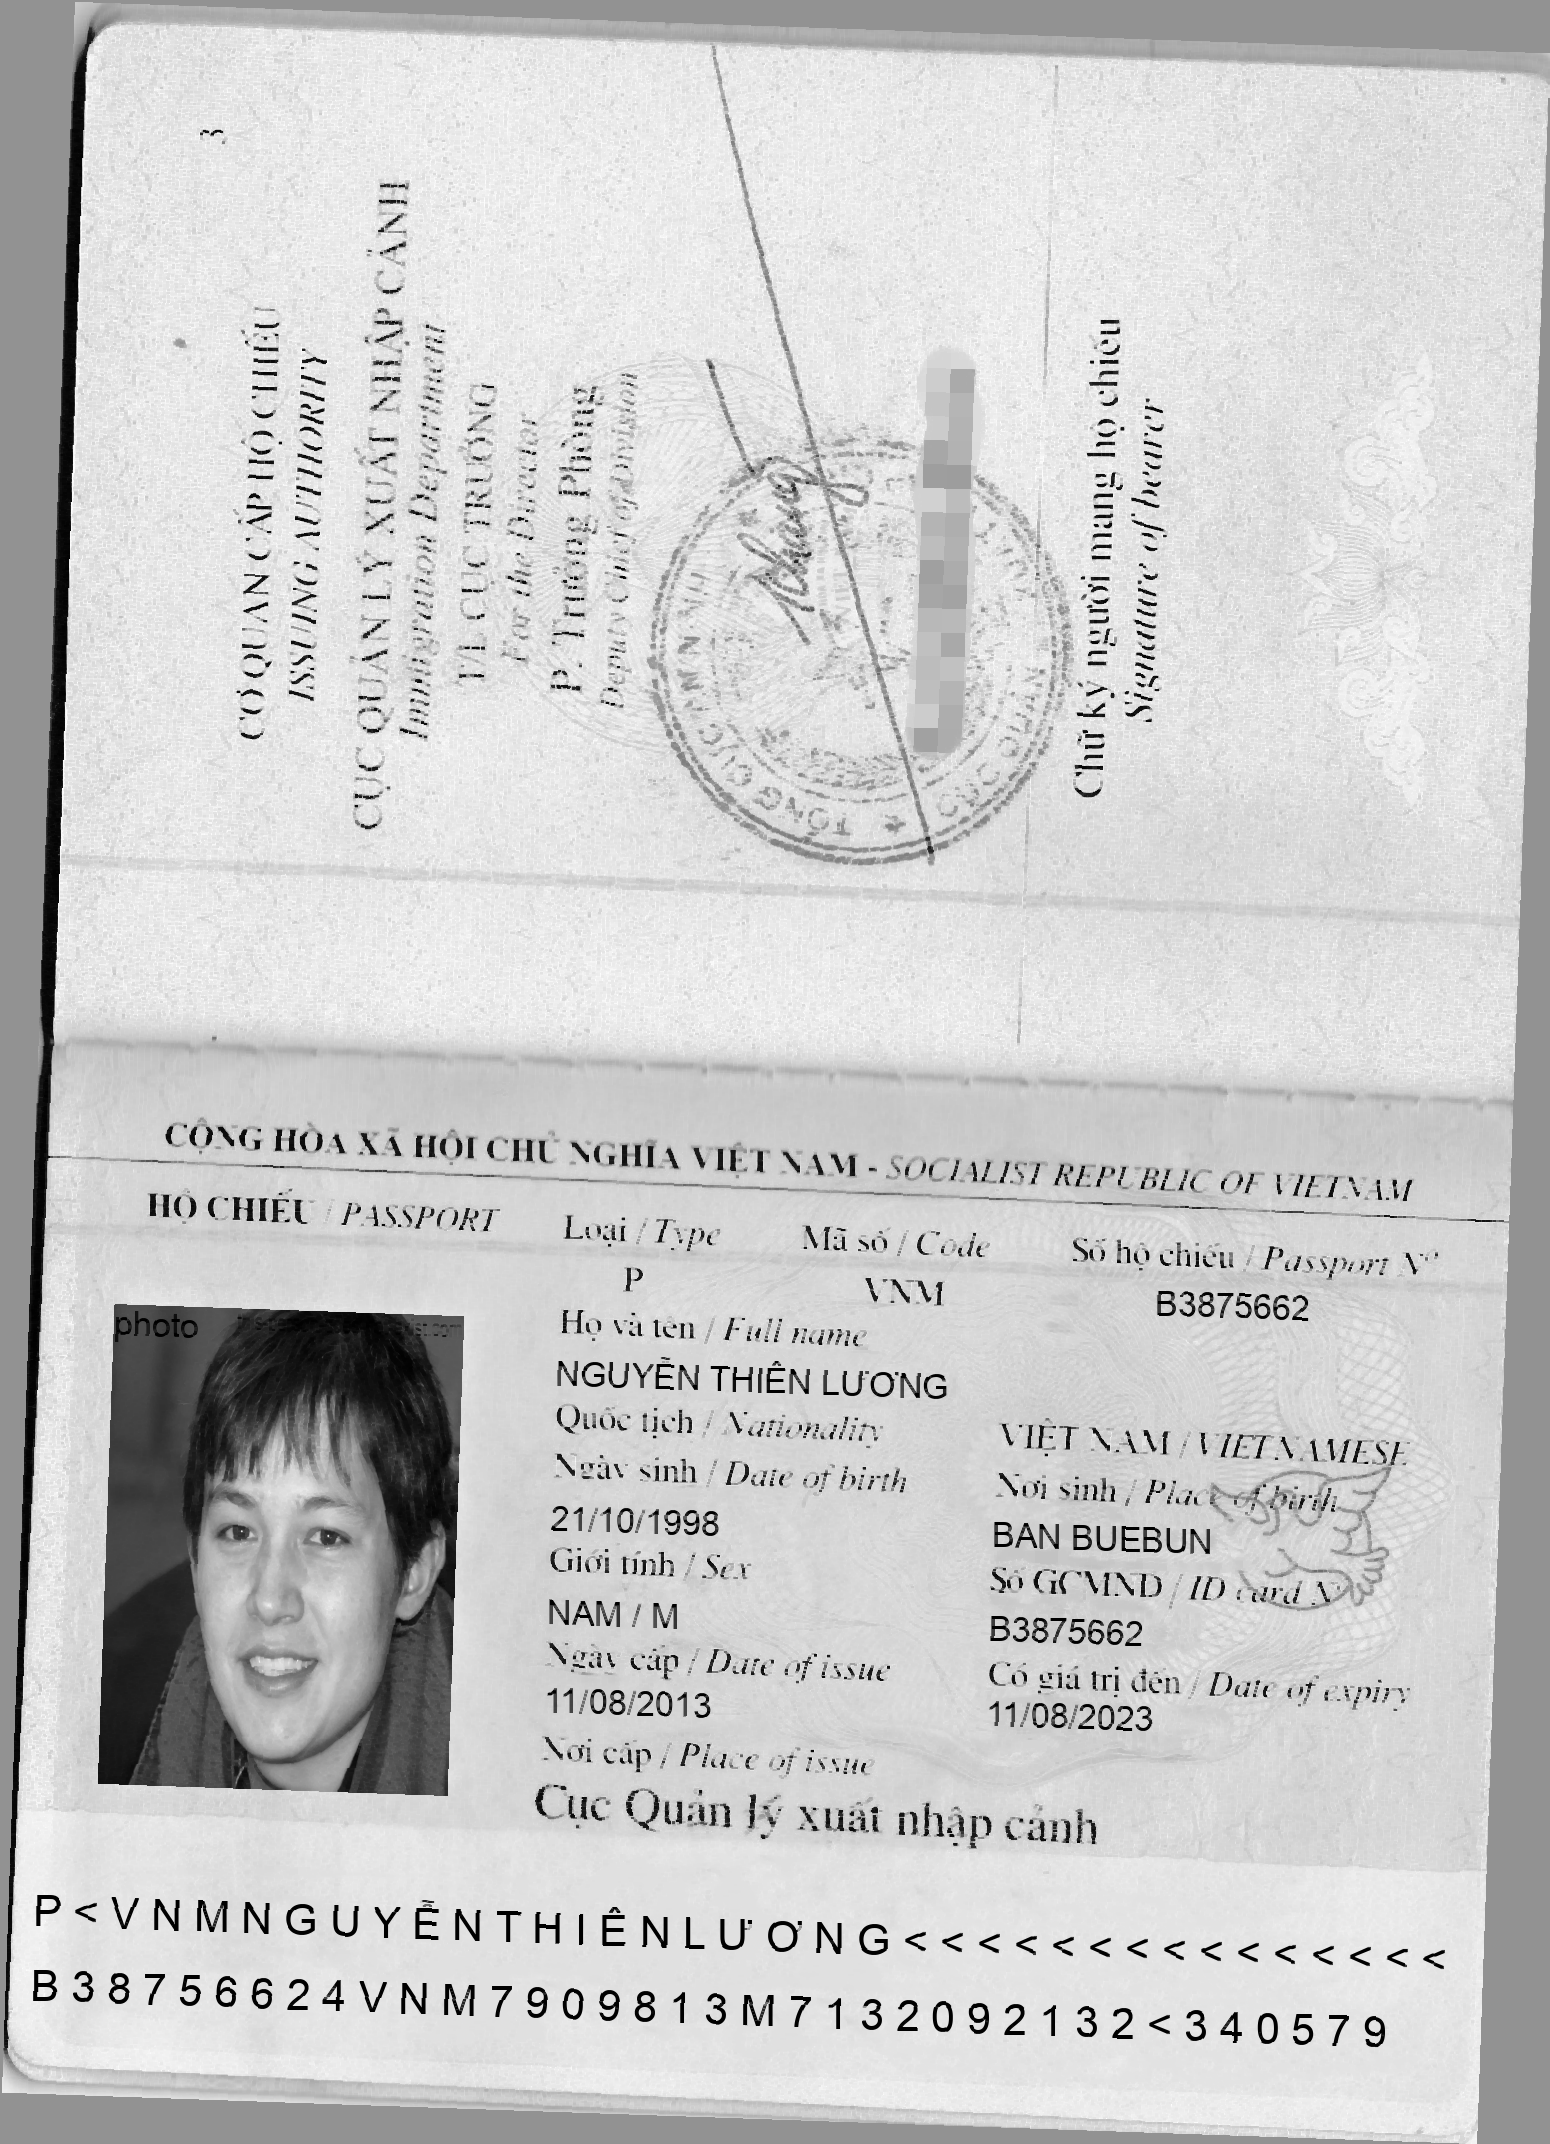 3
CƠ QUAN CẤP HỘ CHIẾU
ISSUING AUTHORITY
CỤC QUẢN LÝ XUẤT NHẬP CẢNH
Immigration Department
T/L CỤC TRƯỞNG
For the Director
P. Trưởng Phòng
Deputy Chief of Division
TỔNG CỤC AN NINH
CỤC QUẢN
Chữ ký người mang hộ chiếu
Signature of bearer
CỘNG HÒA XÃ HỘI CHỦ NGHĨA VIỆT NAM - SOCIALIST REPUBLIC OF VIETNAM
HỘ CHIẾU / PASSPORT Loại / Type Mã số / Code Số hộ chiếu / Passport Nº
P VNM B3875662
photo
Họ và tên / Full name
NGUYỄN THIÊN LƯƠNG
Quốc tịch / Nationality VIỆT NAM / VIETNAMESE
Ngày sinh / Date of birth Nơi sinh / Place of birth
21/10/1998 BAN BUEBUN
Giới tính / Sex Số GCMND / ID card Nº
NAM / M B3875662
Ngày cấp / Date of issue Có giá trị đến / Date of expiry
11/08/2013 11/08/2023
Nơi cấp / Place of issue
Cục Quản lý xuất nhập cảnh
P<VNMNGUYỄNTHIÊNLƯƠNG<<<<<<<<<<<<<<<
B38756624VNM7909813M7132092132<340579